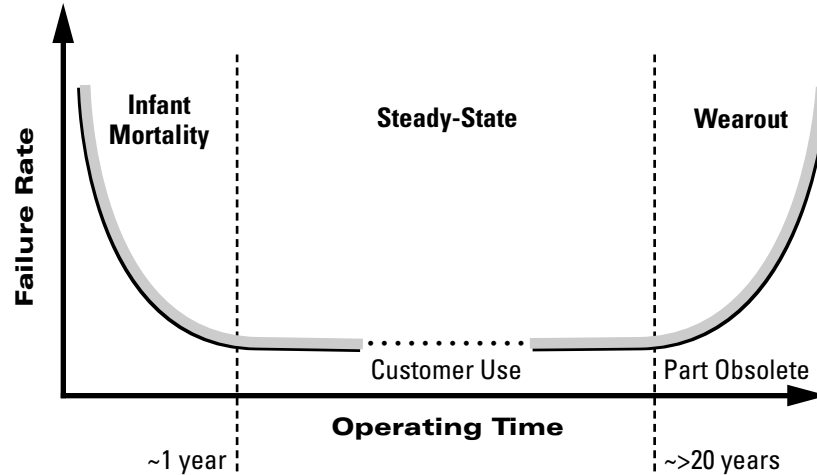 Infant
Mortality
Steady-State
Wearout
Failure Rate
Customer Use
Part Obsolete
Operating Time
~1 year
~>20 years